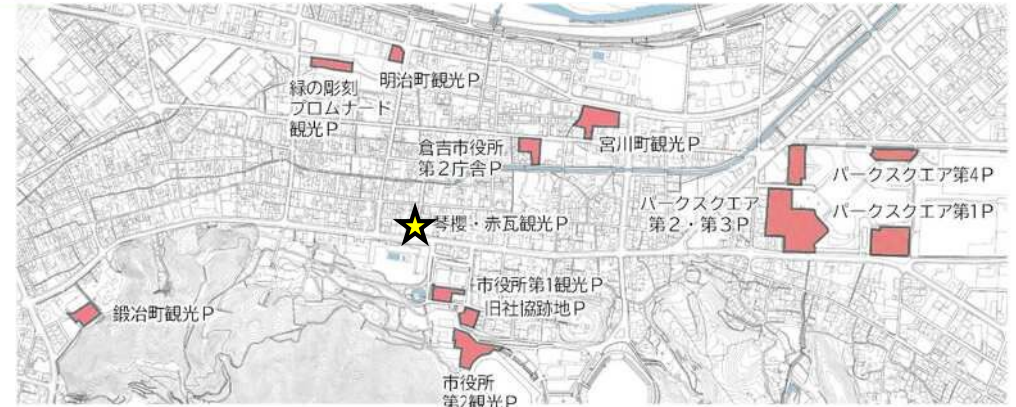 明治町観光P
緑の彫刻
プロムナード
観光P
宮川町観光P
倉吉市役所
第2庁舎P
パークスクエア第4P
パークスクエア
第2・第3P
パークスクエア第1P
琴櫻・赤瓦観光P
市役所第1観光P
旧社協跡地P
鍛冶町観光P
市役所
第2観光P